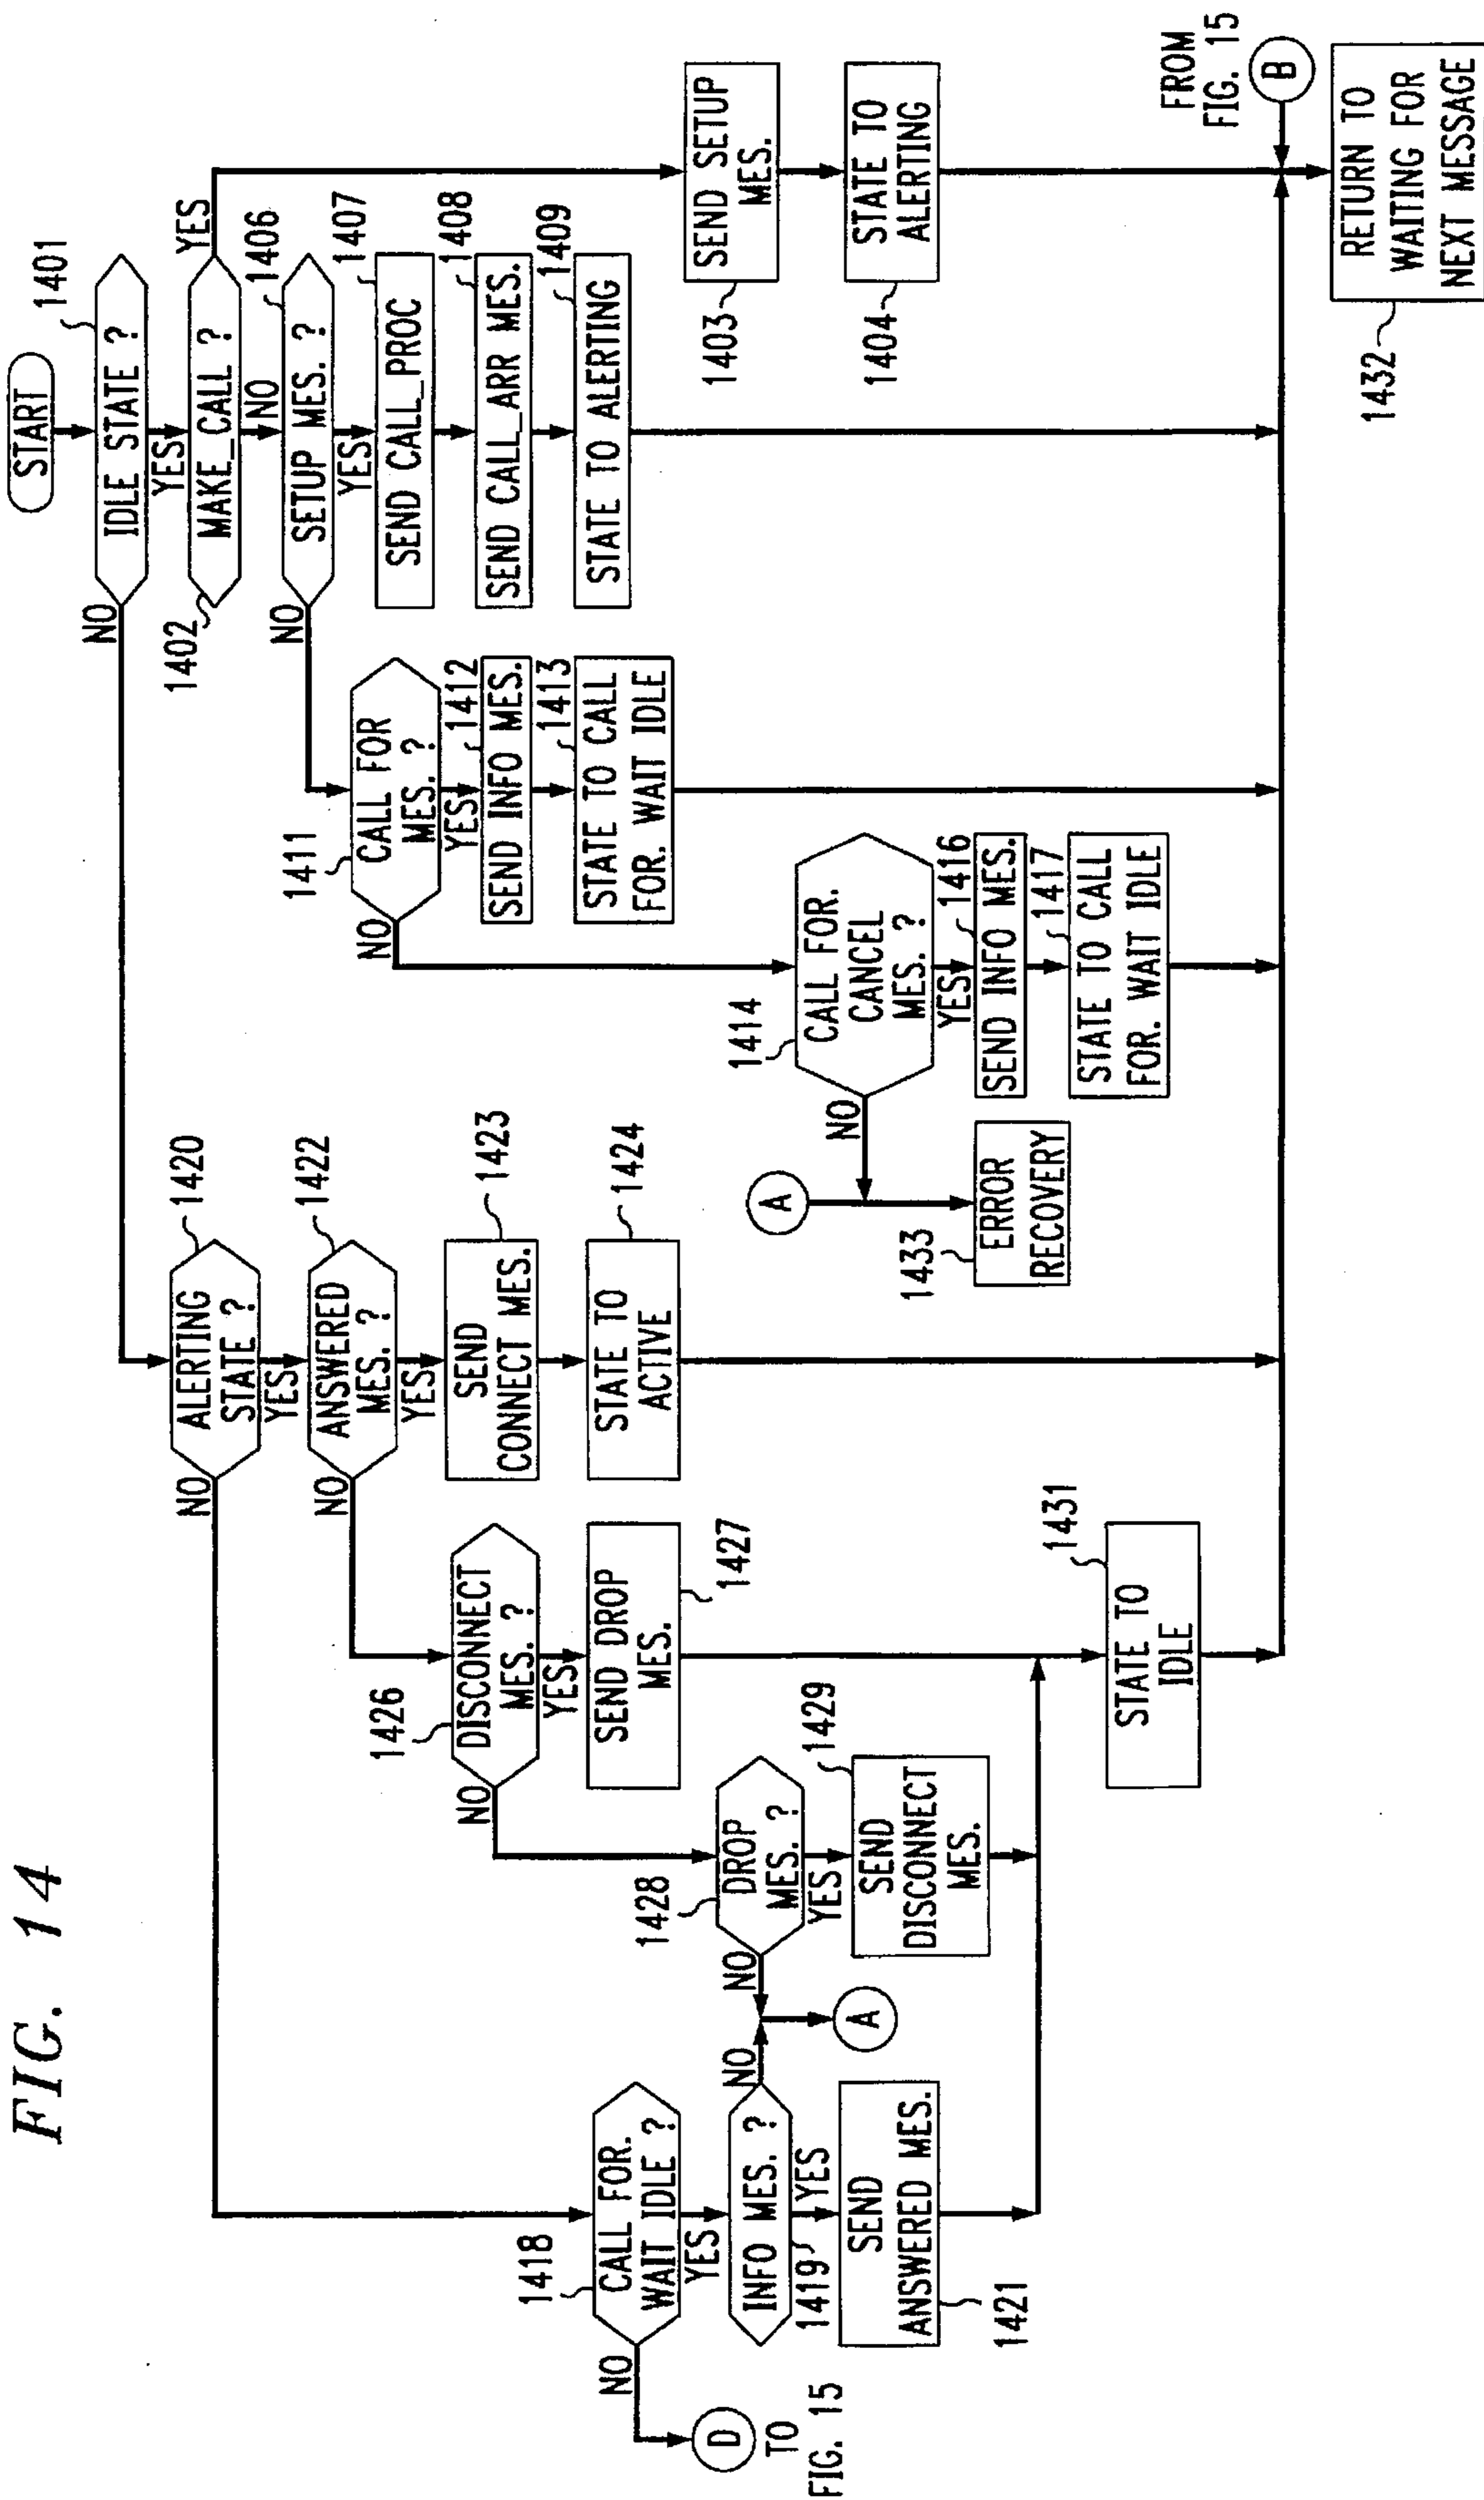 FIG. 14
START
1401
IDLE STATE ?
NO
YES
1402
MAKE_CALL ?
YES
NO
1406
SETUP MES. ?
NO
YES
1407
SEND CALL_PROC
1408
SEND CALL_ARR MES.
1409
STATE TO ALERTING
1403
SEND SETUP
MES.
1404
STATE TO
ALERTING
1411
CALL FOR
MES. ?
NO
YES
1412
SEND INFO MES.
1413
STATE TO CALL
FOR. WAIT IDLE
1414
CALL FOR.
CANCEL
MES. ?
NO
YES
1416
SEND INFO MES.
1417
STATE TO CALL
FOR. WAIT IDLE
A
1433
ERROR
RECOVERY
1420
ALERTING
STATE ?
NO
YES
1422
ANSWERED
MES. ?
NO
YES
1423
SEND
CONNECT MES.
1424
STATE TO
ACTIVE
1426
DISCONNECT
MES. ?
NO
YES
1427
SEND DROP
MES.
1428
DROP
MES. ?
NO
YES
1429
SEND
DISCONNECT
MES.
A
1418
CALL FOR.
WAIT IDLE ?
NO
YES
D
TO
FIG. 15
INFO MES. ?
NO
1419
YES
SEND
ANSWERED MES.
1421
1431
STATE TO
IDLE
FROM
FIG. 15
B
1432
RETURN TO
WAITING FOR
NEXT MESSAGE